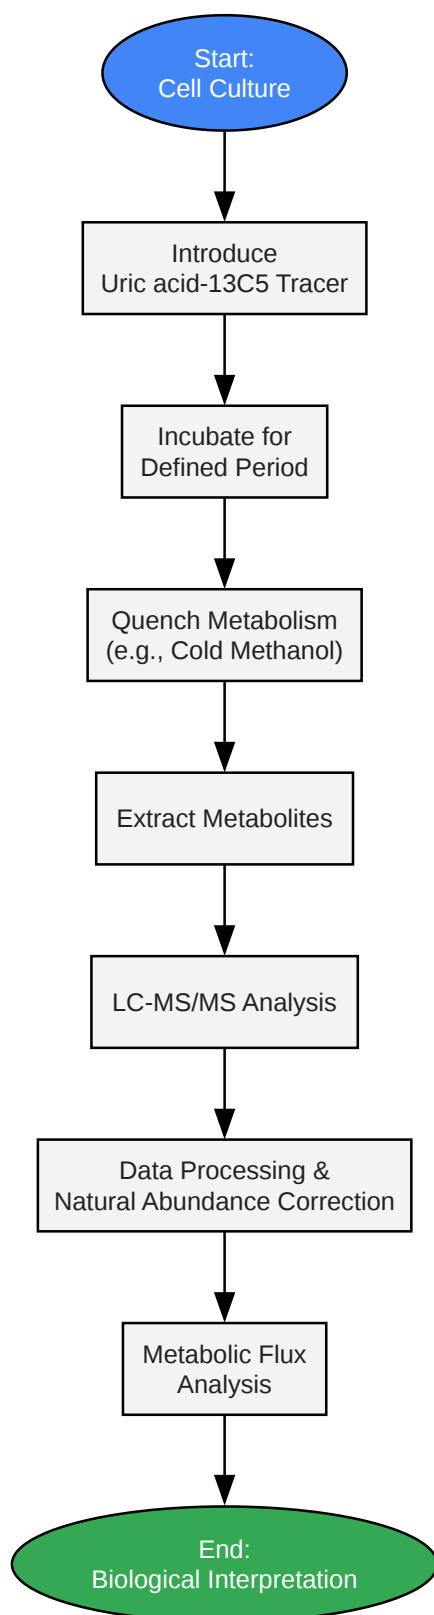 Start:
Cell Culture
Introduce
Uric acid-13C5 Tracer
Incubate for
Defined Period
Quench Metabolism
(e.g., Cold Methanol)
Extract Metabolites
LC-MS/MS Analysis
Data Processing &
Natural Abundance Correction
Metabolic Flux
Analysis
End:
Biological Interpretation